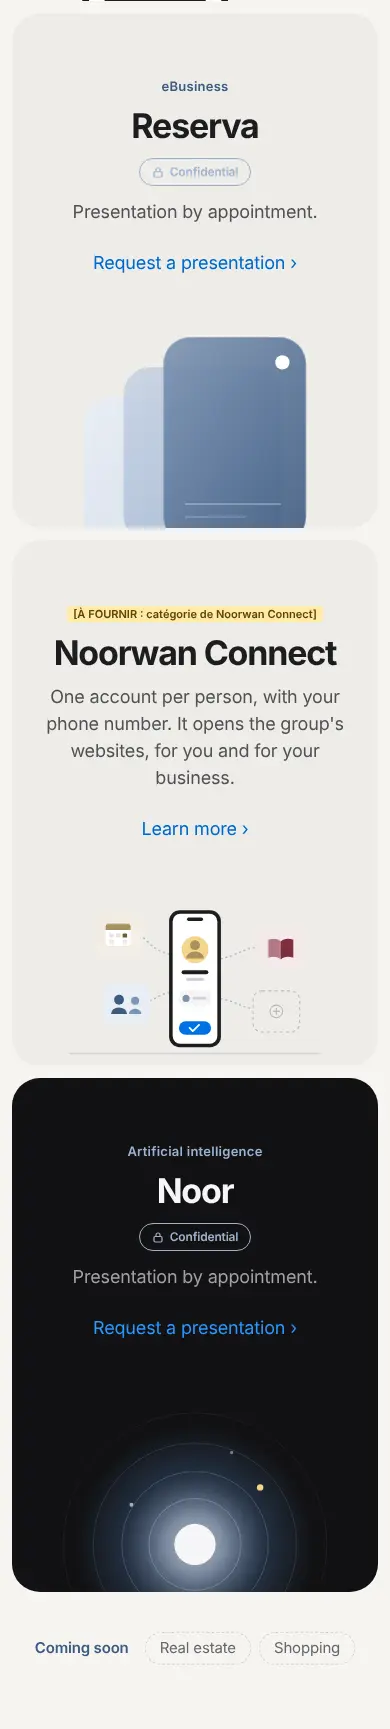 eBusiness
Reserva
Confidential
Presentation by appointment.
Request a presentation ›
[À FOURNIR : catégorie de Noorwan Connect]
Noorwan Connect
One account per person, with your
phone number. It opens the group's
websites, for you and for your
business.
Learn more ›
Artificial intelligence
Noor
Confidential
Presentation by appointment.
Request a presentation ›
Coming soon Real estate Shopping